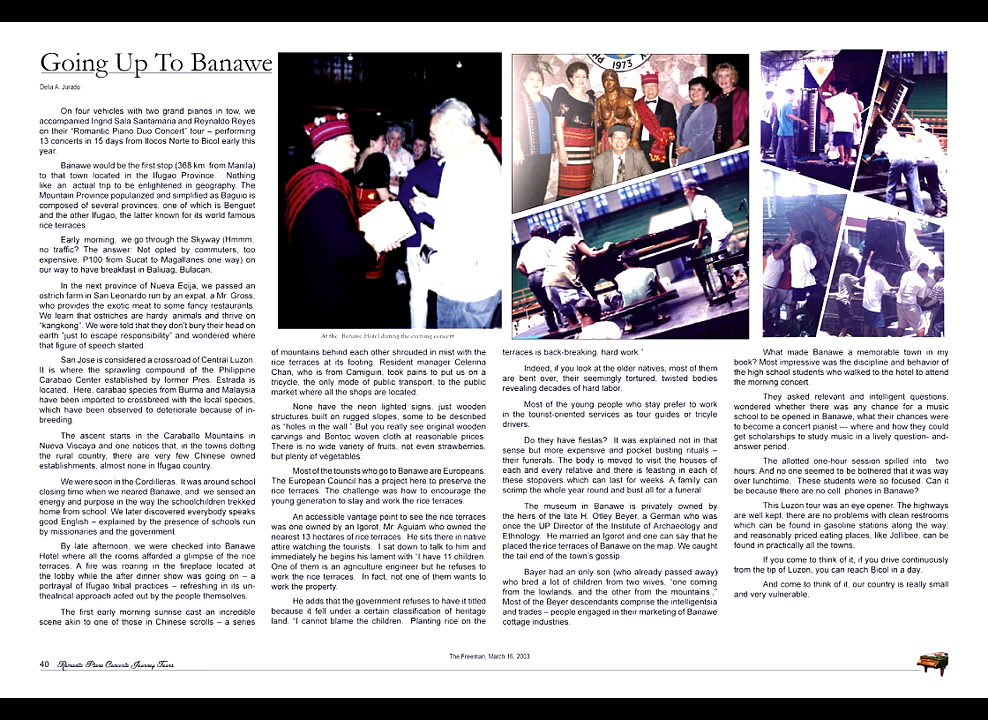 Going Up To Banawe
Delia A. Jurado
On four vehicles with two grand pianos in tow, we
accompanied Ingrid Sala Santamaria and Reynaldo Reyes
on their "Romantic Piano Duo Concert" tour – performing
13 concerts in 15 days from Ilocos Norte to Bicol early this
year.
Banawe would be the first stop (368 km from Manila)
to that town located in the Ifugao Province. Nothing
like an actual trip to be enlightened in geography. The
Mountain Province popularized and simplified as Baguio is
composed of several provinces, one of which is Benguet
and the other Ifugao, the latter known for its world famous
rice terraces.
Early morning, we go through the Skyway (Hmmm,
no traffic? The answer: Not opted by commuters, too
expensive, P100 from Sucat to Magallanes one way) on
our way to have breakfast in Baliuag, Bulacan.
In the next province of Nueva Ecija, we passed an
ostrich farm in San Leonardo run by an expat, a Mr. Gross,
who provides the exotic meat to some fancy restaurants.
We learn that ostriches are hardy animals and thrive on
"kangkong". We were told that they don't bury their head on
earth "just to escape responsibility" and wondered where
that figure of speech started.
San Jose is considered a crossroad of Central Luzon.
It is where the sprawling compound of the Philippine
Carabao Center established by former Pres. Estrada is
located. Here, carabao species from Burma and Malaysia
have been imported to crossbreed with the local species,
which have been observed to deteriorate because of in-
breeding.
The ascent starts in the Caraballo Mountains in
Nueva Viscaya and one notices that, in the towns dotting
the rural country, there are very few Chinese owned
establishments, almost none in Ifugao country.
We were soon in the Cordilleras. It was around school
closing time when we neared Banawe, and we sensed an
energy and purpose in the way the schoolchildren trekked
home from school. We later discovered everybody speaks
good English – explained by the presence of schools run
by missionaries and the government.
By late afternoon, we were checked into Banawe
Hotel where all the rooms afforded a glimpse of the rice
terraces. A fire was roaring in the fireplace located at
the lobby while the after dinner show was going on – a
portrayal of Ifugao tribal practices – refreshing in its un-
theatrical approach acted out by the people themselves.
The first early morning sunrise cast an incredible
scene akin to one of those in Chinese scrolls – a series
At the Banawe Hotel during the evening concert
of mountains behind each other shrouded in mist with the
rice terraces at its footing. Resident manager Celerina
Chan, who is from Camiguin, took pains to put us on a
tricycle, the only mode of public transport, to the public
market where all the shops are located.
None have the neon lighted signs, just wooden
structures built on rugged slopes, some to be described
as "holes in the wall." But you really see original wooden
carvings and Bontoc woven cloth at reasonable prices.
There is no wide variety of fruits, not even strawberries,
but plenty of vegetables.
Most of the tourists who go to Banawe are Europeans.
The European Council has a project here to preserve the
rice terraces. The challenge was how to encourage the
young generation to stay and work the rice terraces.
An accessible vantage point to see the rice terraces
was one owned by an Igorot, Mr. Aguiam who owned the
nearest 13 hectares of rice terraces. He sits there in native
attire watching the tourists. I sat down to talk to him and
immediately he begins his lament with "I have 11 children.
One of them is an agriculture engineer but he refuses to
work the rice terraces. In fact, not one of them wants to
work the property.
He adds that the government refuses to have it titled
because it fell under a certain classification of heritage
land. "I cannot blame the children. Planting rice on the
1973
terraces is back-breaking, hard work."
Indeed, if you look at the older natives, most of them
are bent over, their seemingly tortured, twisted bodies
revealing decades of hard labor.
Most of the young people who stay prefer to work
in the tourist-oriented services as tour guides or tricyle
drivers.
Do they have fiestas? It was explained not in that
sense but more expensive and pocket busting rituals –
their funerals. The body is moved to visit the houses of
each and every relative and there is feasting in each of
these stopovers which can last for weeks. A family can
scrimp the whole year round and bust all for a funeral.
The museum in Banawe is privately owned by
the heirs of the late H. Otley Beyer, a German who was
once the UP Director of the Institute of Archaeology and
Ethnology. He married an Igorot and one can say that he
placed the rice terraces of Banawe on the map. We caught
the tail end of the town's gossip.
Bayer had an only son (who already passed away)
who bred a lot of children from two wives, "one coming
from the lowlands, and the other from the mountains.,"
Most of the Beyer descendants comprise the intelligentsia
and trades – people engaged in their marketing of Banawe
cottage industries.
What made Banawe a memorable town in my
book? Most impressive was the discipline and behavior of
the high school students who walked to the hotel to attend
the morning concert.
They asked relevant and intelligent questions,
wondered whether there was any chance for a music
school to be opened in Banawe, what their chances were
to become a concert pianist --- where and how they could
get scholarships to study music in a lively question- and-
answer period.
The allotted one-hour session spilled into two
hours. And no one seemed to be bothered that it was way
over lunchtime. These students were so focused. Can it
be because there are no cell phones in Banawe?
This Luzon tour was an eye opener. The highways
are well kept, there are no problems with clean restrooms
which can be found in gasoline stations along the way,
and reasonably priced eating places, like Jollibee, can be
found in practically all the towns.
If you come to think of it, if you drive continuously
from the tip of Luzon, you can reach Bicol in a day.
And come to think of it, our country is really small
and very vulnerable.
The Freeman, March 16, 2003
40 Romantic Piano Concerto Journey Tours